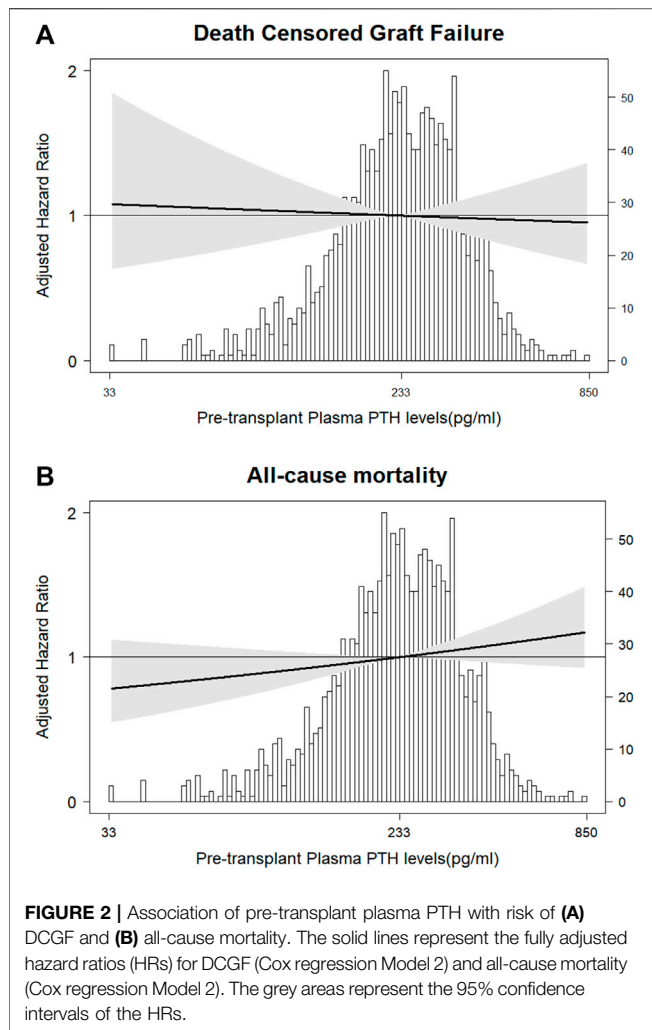 A
Death Censored Graft Failure
2
1
0
Adjusted Hazard Ratio
50
40
30
20
10
0
33
233
850
Pre-transplant Plasma PTH levels(pg/ml)
B
All-cause mortality
2
1
0
Adjusted Hazard Ratio
50
40
30
20
10
0
33
233
850
Pre-transplant Plasma PTH levels(pg/ml)
FIGURE 2 | Association of pre-transplant plasma PTH with risk of (A)
DCGF and (B) all-cause mortality. The solid lines represent the fully adjusted
hazard ratios (HRs) for DCGF (Cox regression Model 2) and all-cause mortality
(Cox regression Model 2). The grey areas represent the 95% confidence
intervals of the HRs.